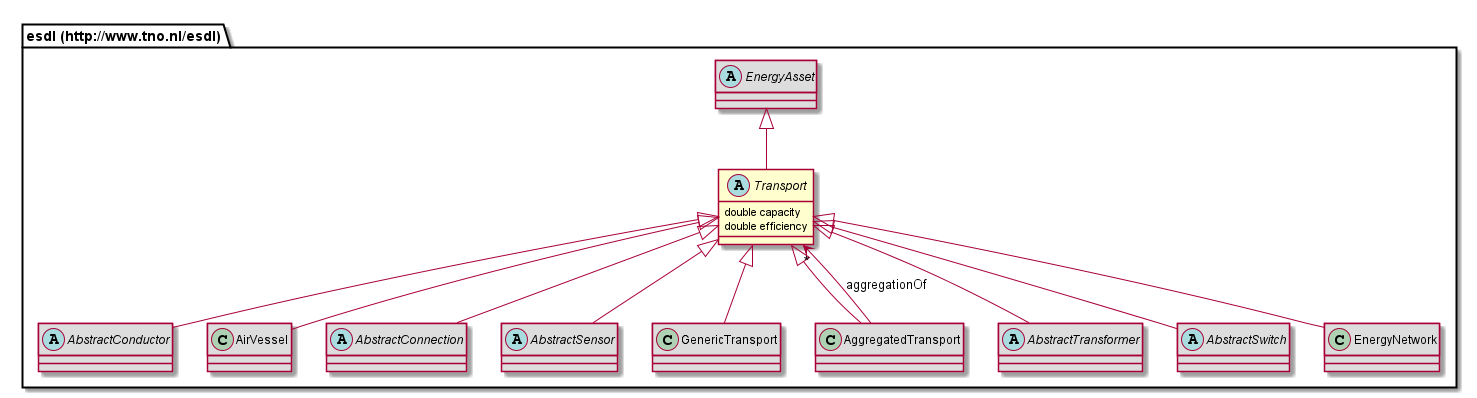 esdl (http://www.tno.nl/esdl)
A EnergyAsset
A Transport
double capacity
double efficiency
*
aggregationOf
A AbstractConductor
C AirVessel
A AbstractConnection
A AbstractSensor
C GenericTransport
C AggregatedTransport
A AbstractTransformer
A AbstractSwitch
C EnergyNetwork